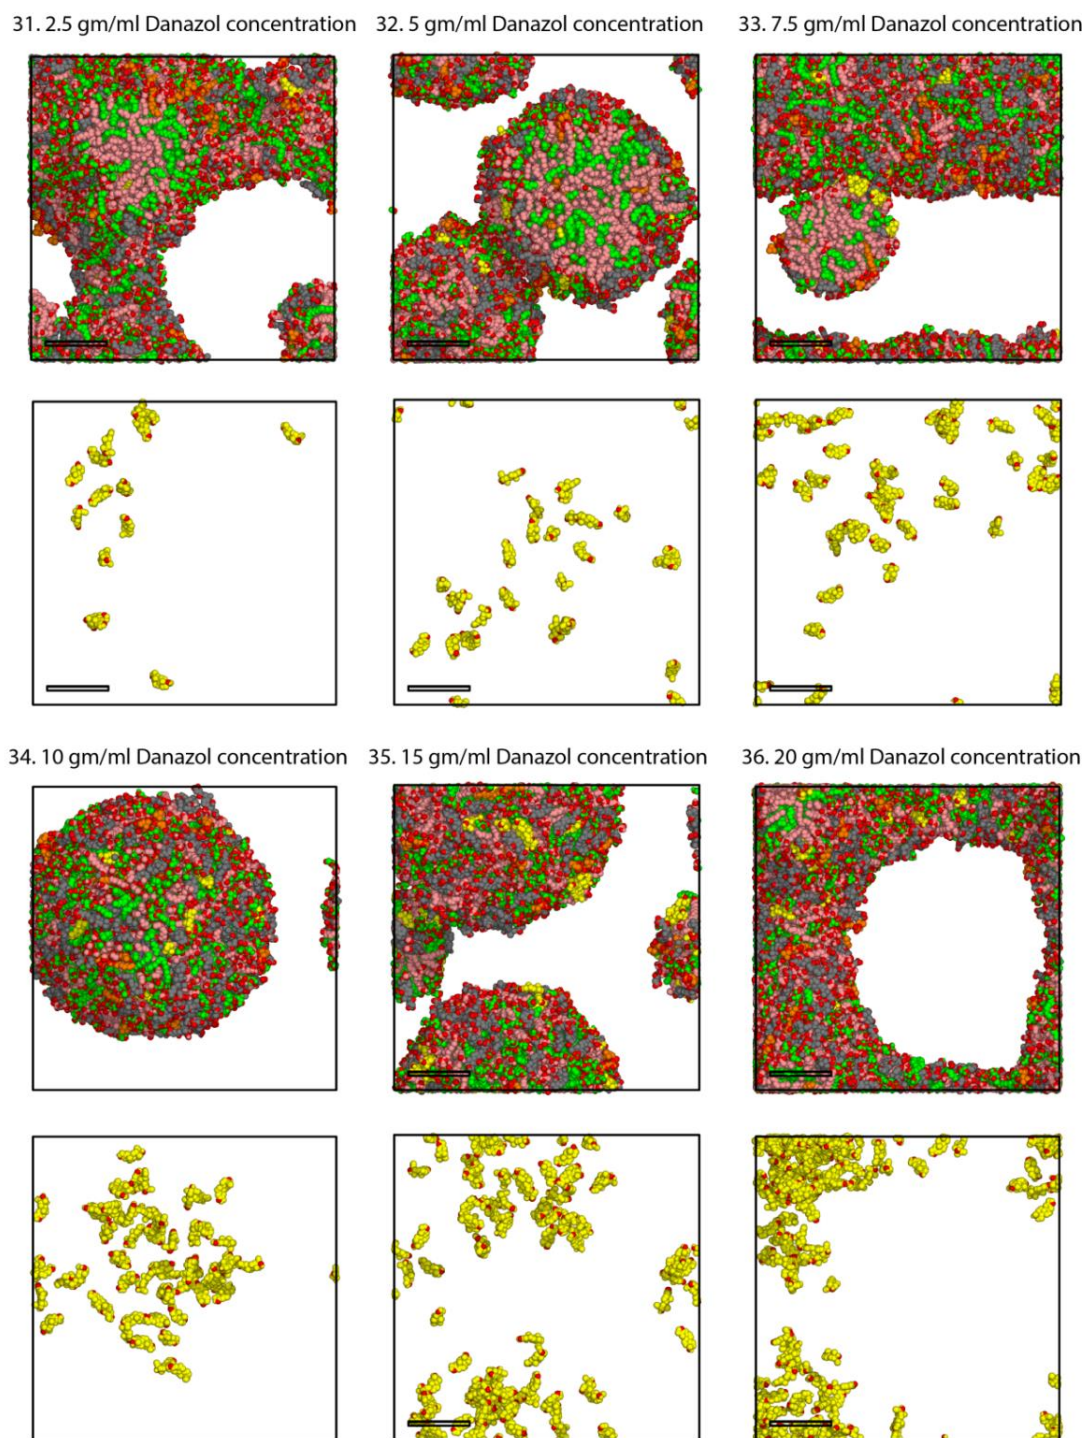 31. 2.5 gm/ml Danazol concentration
32. 5 gm/ml Danazol concentration
33. 7.5 gm/ml Danazol concentration
34. 10 gm/ml Danazol concentration
35. 15 gm/ml Danazol concentration
36. 20 gm/ml Danazol concentration